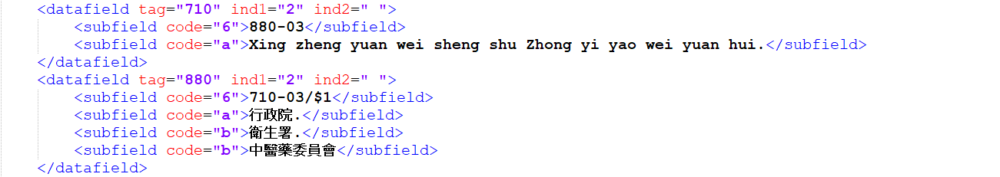 <datafield tag="710" ind1="2" ind2=" ">
<subfield code="6">880-03</subfield>
<subfield code="a">Xing zheng yuan wei sheng shu Zhong yi yao wei yuan hui.</subfield>
</datafield>
<datafield tag="880" ind1="2" ind2=" ">
<subfield code="6">710-03/$1</subfield>
<subfield code="a">行政院.</subfield>
<subfield code="b">衛生署.</subfield>
<subfield code="b">中醫藥委員會</subfield>
</datafield>